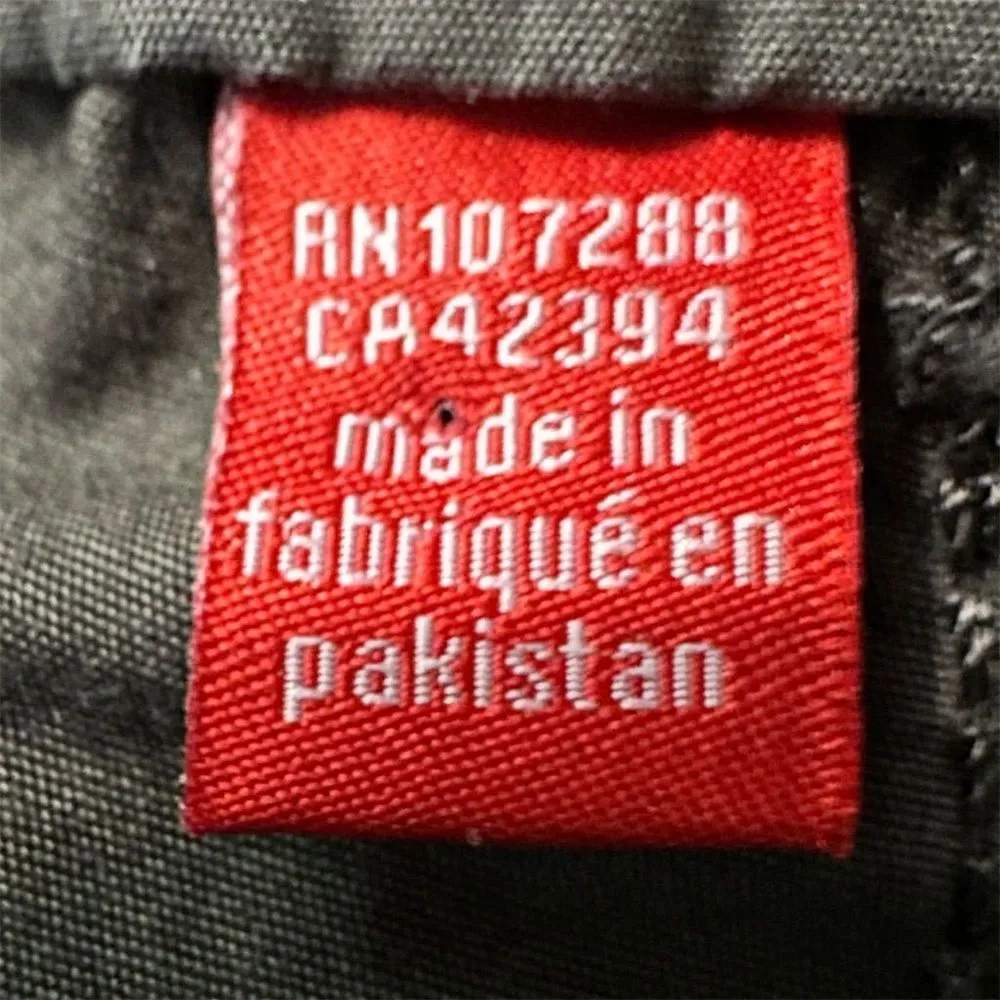 RN107288
CA42394
made in
fabriqué en
pakistan